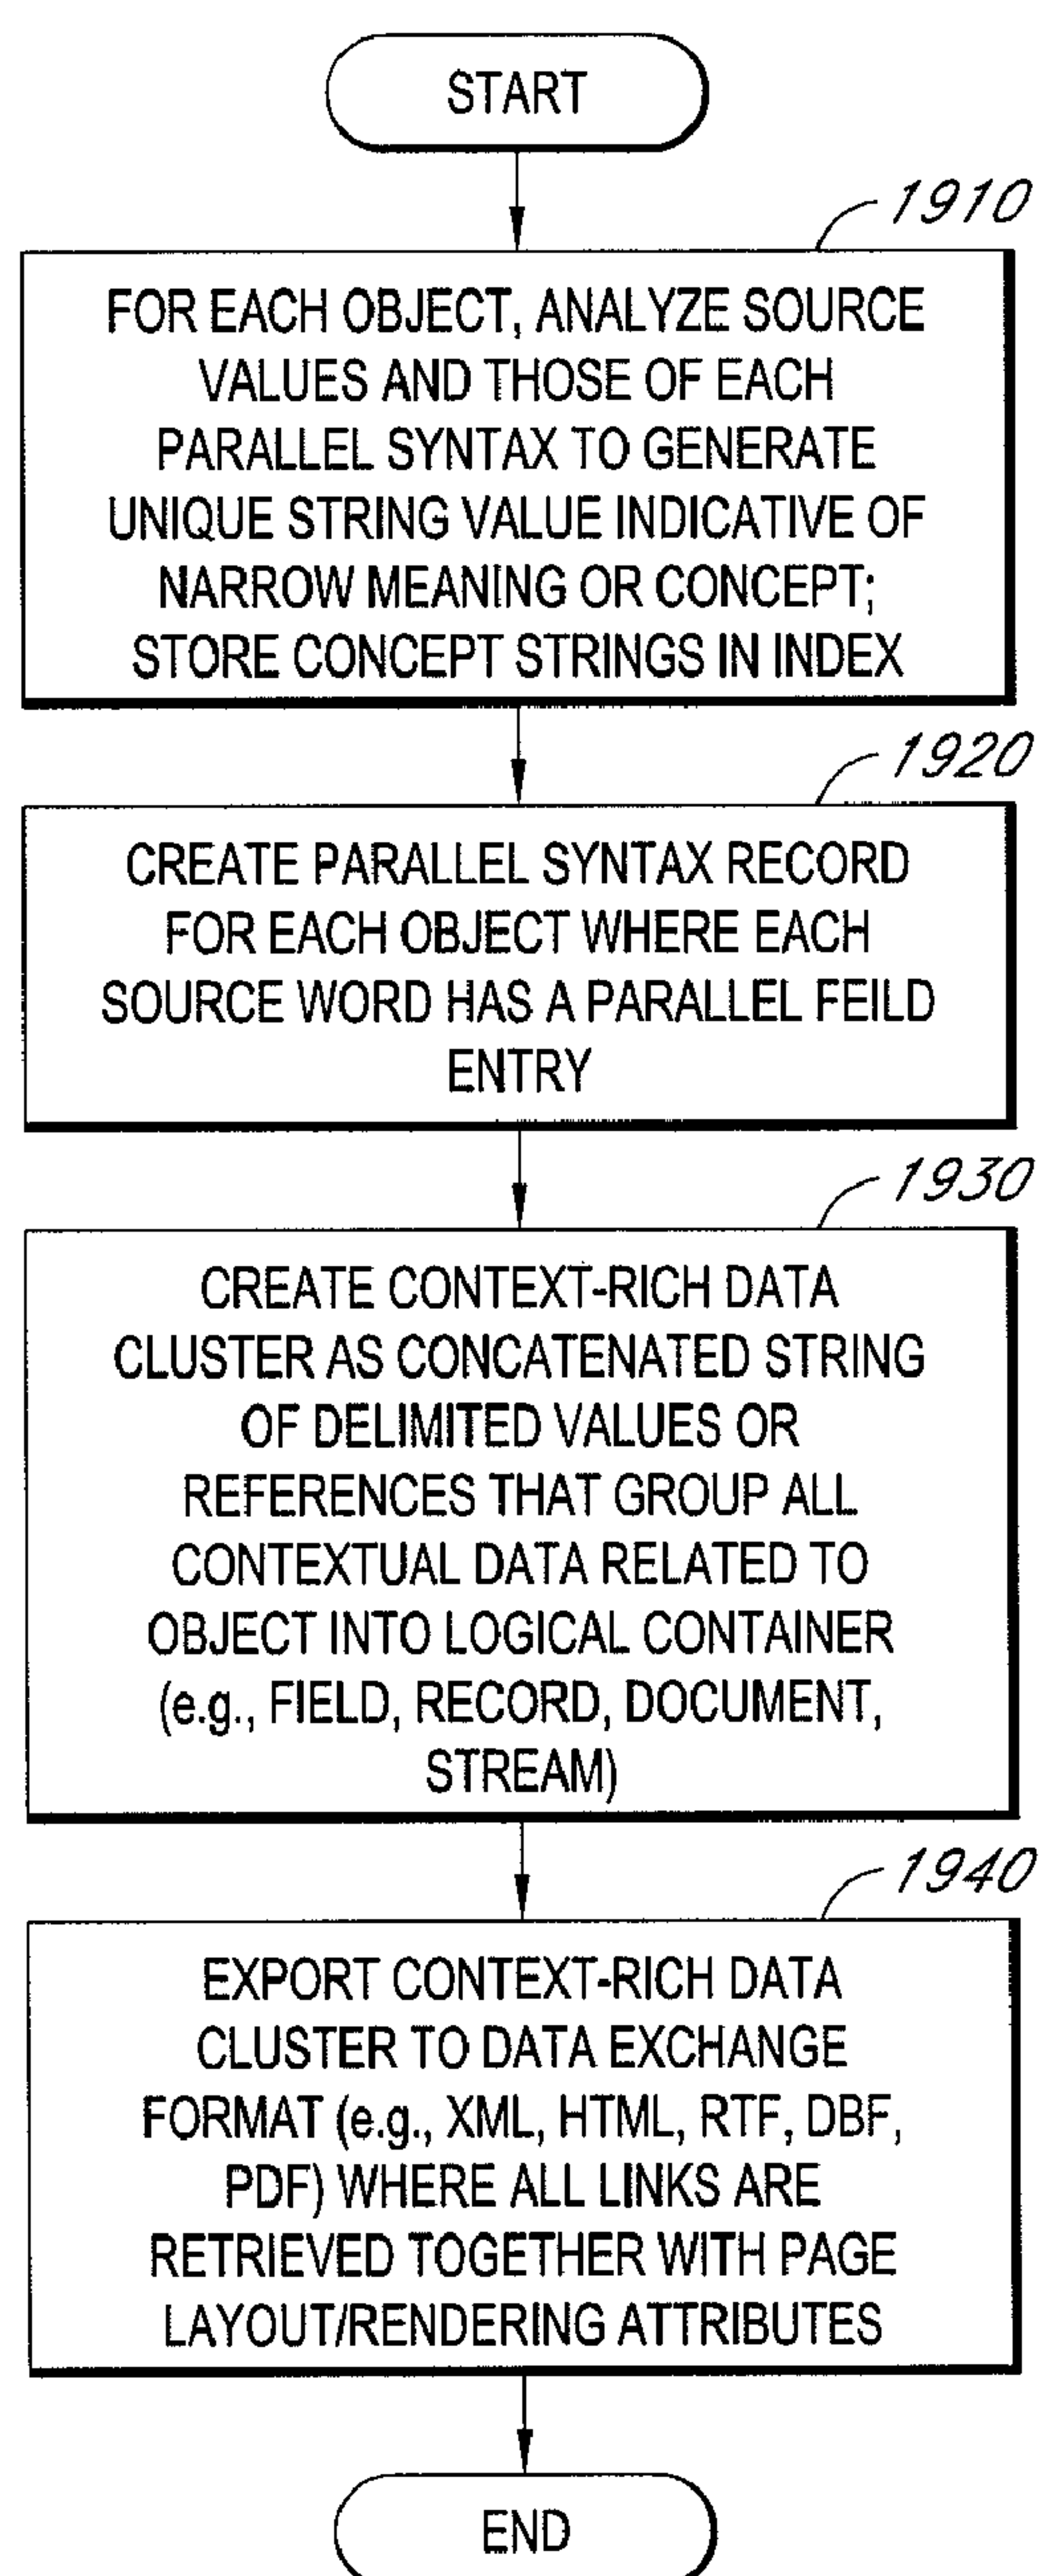 START
1910
FOR EACH OBJECT, ANALYZE SOURCE
VALUES AND THOSE OF EACH
PARALLEL SYNTAX TO GENERATE
UNIQUE STRING VALUE INDICATIVE OF
NARROW MEANING OR CONCEPT;
STORE CONCEPT STRINGS IN INDEX
1920
CREATE PARALLEL SYNTAX RECORD
FOR EACH OBJECT WHERE EACH
SOURCE WORD HAS A PARALLEL FEILD
ENTRY
1930
CREATE CONTEXT-RICH DATA
CLUSTER AS CONCATENATED STRING
OF DELIMITED VALUES OR
REFERENCES THAT GROUP ALL
CONTEXTUAL DATA RELATED TO
OBJECT INTO LOGICAL CONTAINER
(e.g., FIELD, RECORD, DOCUMENT,
STREAM)
1940
EXPORT CONTEXT-RICH DATA
CLUSTER TO DATA EXCHANGE
FORMAT (e.g., XML, HTML, RTF, DBF,
PDF) WHERE ALL LINKS ARE
RETRIEVED TOGETHER WITH PAGE
LAYOUT/RENDERING ATTRIBUTES
END